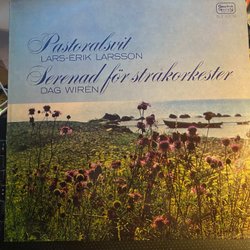 Pastoralsvit
LARS-ERIK LARSSON
Serenad för stråkorkester
DAG WIRÉN